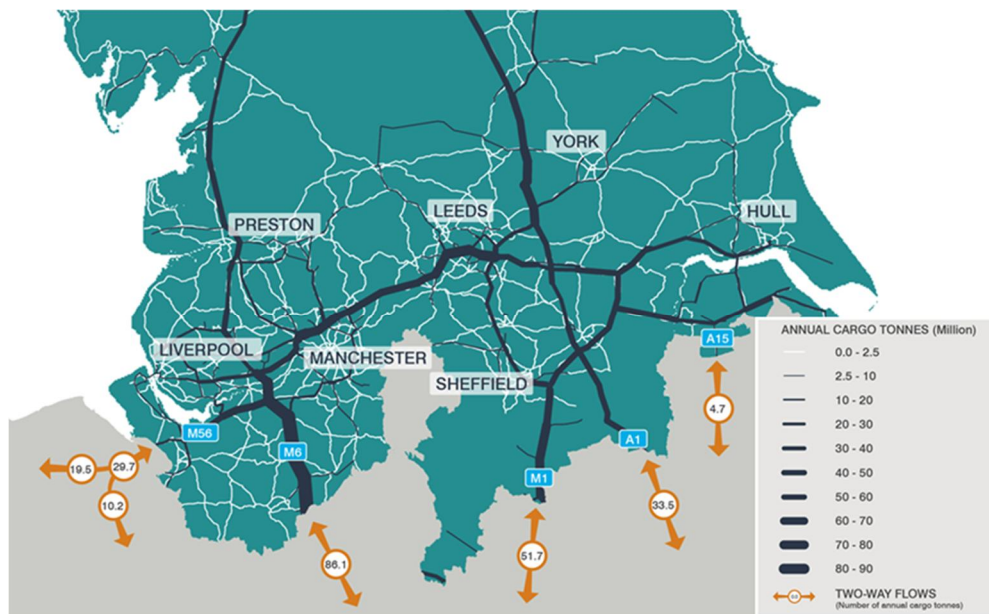 YORK
LEEDS
HULL
PRESTON
LIVERPOOL
MANCHESTER
SHEFFIELD
A15
M56
M6
A1
M1
4.7
19.5
29.7
10.2
33.5
51.7
86.1
ANNUAL CARGO TONNES (Million)
0.0 - 2.5
2.5 - 10
10 - 20
20 - 30
30 - 40
40 - 50
50 - 60
60 - 70
70 - 80
80 - 90
TWO-WAY FLOWS
(Number of annual cargo tonnes)